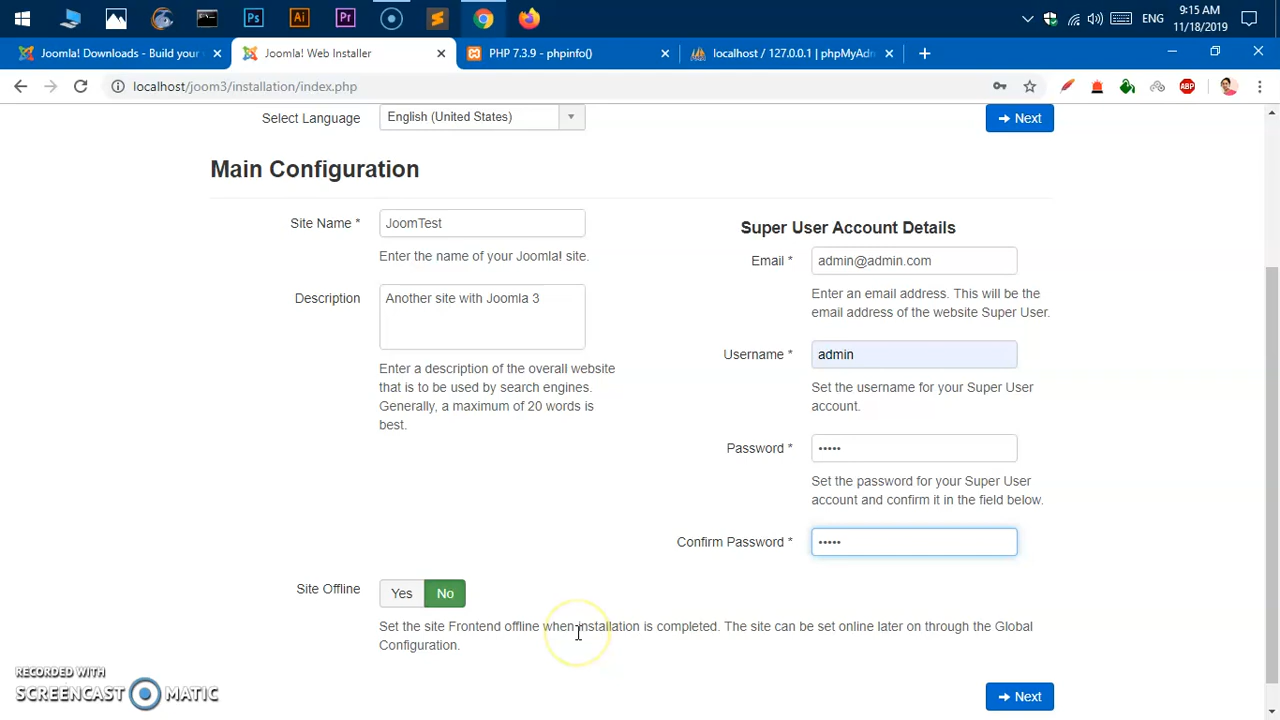 Ps
Ai
Pr
ENG
9:15 AM
11/18/2019
Joomla! Downloads - Build your
Joomla! Web Installer
PHP 7.3.9 - phpinfo()
localhost / 127.0.0.1 | phpMyAdn
localhost/joom3/installation/index.php
ABP
Select Language
English (United States)
Next
Main Configuration
Site Name *
JoomTest
Enter the name of your Joomla! site.
Description
Another site with Joomla 3
Enter a description of the overall website
that is to be used by search engines.
Generally, a maximum of 20 words is
best.
Super User Account Details
Email *
admin@admin.com
Enter an email address. This will be the
email address of the website Super User.
Username *
admin
Set the username for your Super User
account.
Password *
•••••
Set the password for your Super User
account and confirm it in the field below.
Confirm Password *
•••••
Site Offline
Yes
No
Set the site Frontend offline when installation is completed. The site can be set online later on through the Global
Configuration.
Next
RECORDED WITH
SCREENCAST MATIC